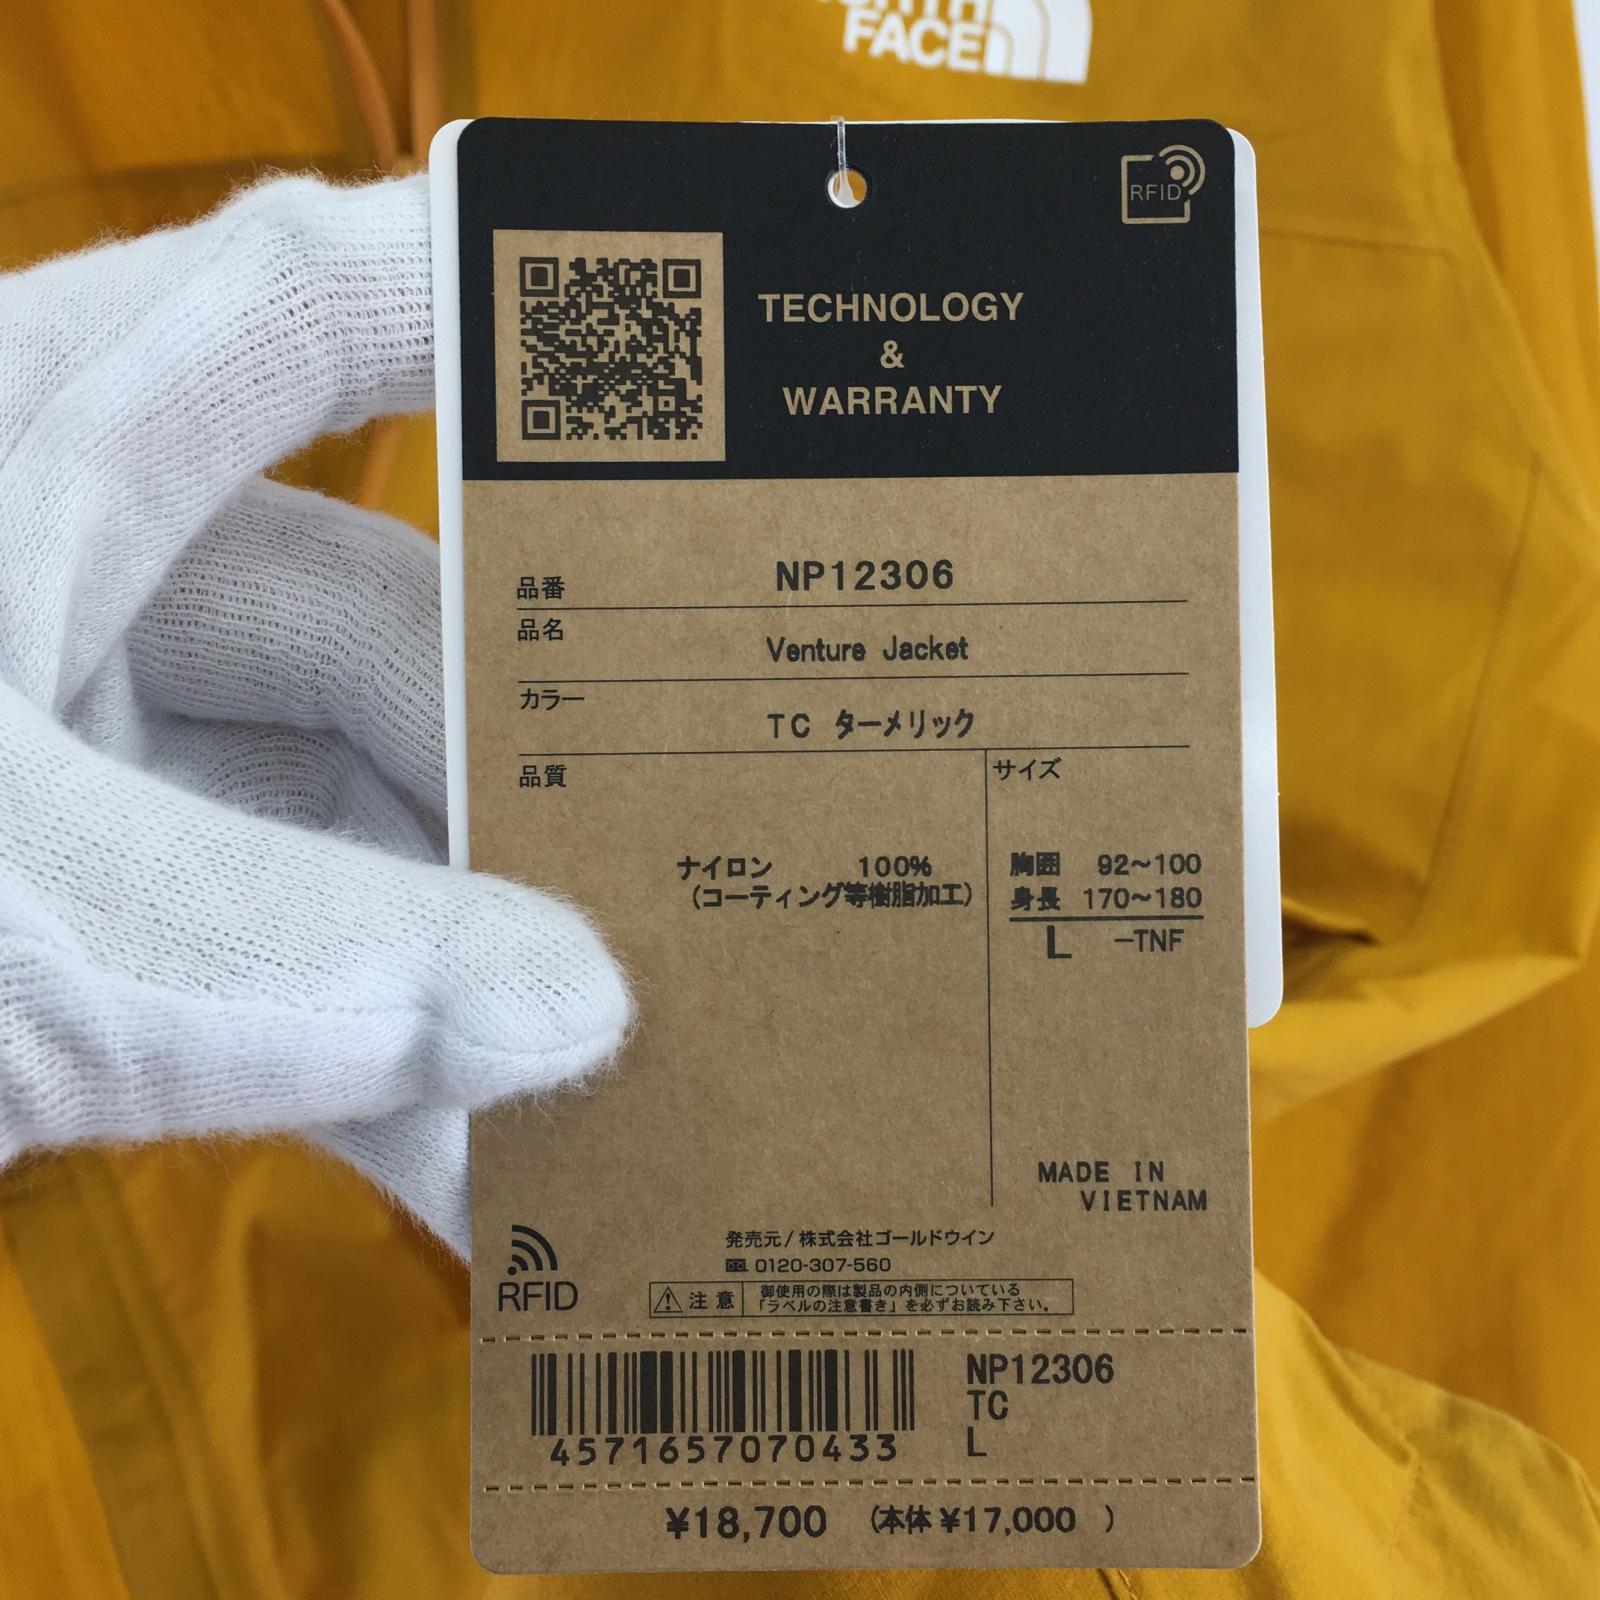 NORTH
FACE
RFID
TECHNOLOGY
&
WARRANTY
品番 NP12306
品名 Venture Jacket
カラー TC ターメリック
品質
ナイロン 100%
(コーティング等樹脂加工)
サイズ
胸囲 92~100
身長 170~180
L -TNF
MADE IN
VIETNAM
RFID
発売元/株式会社ゴールドウイン
0120-307-560
注意
御使用の際は製品の内側についている
「ラベルの注意書き」を必ずお読み下さい。
4571657070433
NP12306
TC
L
¥18,700 (本体 ¥17,000 )